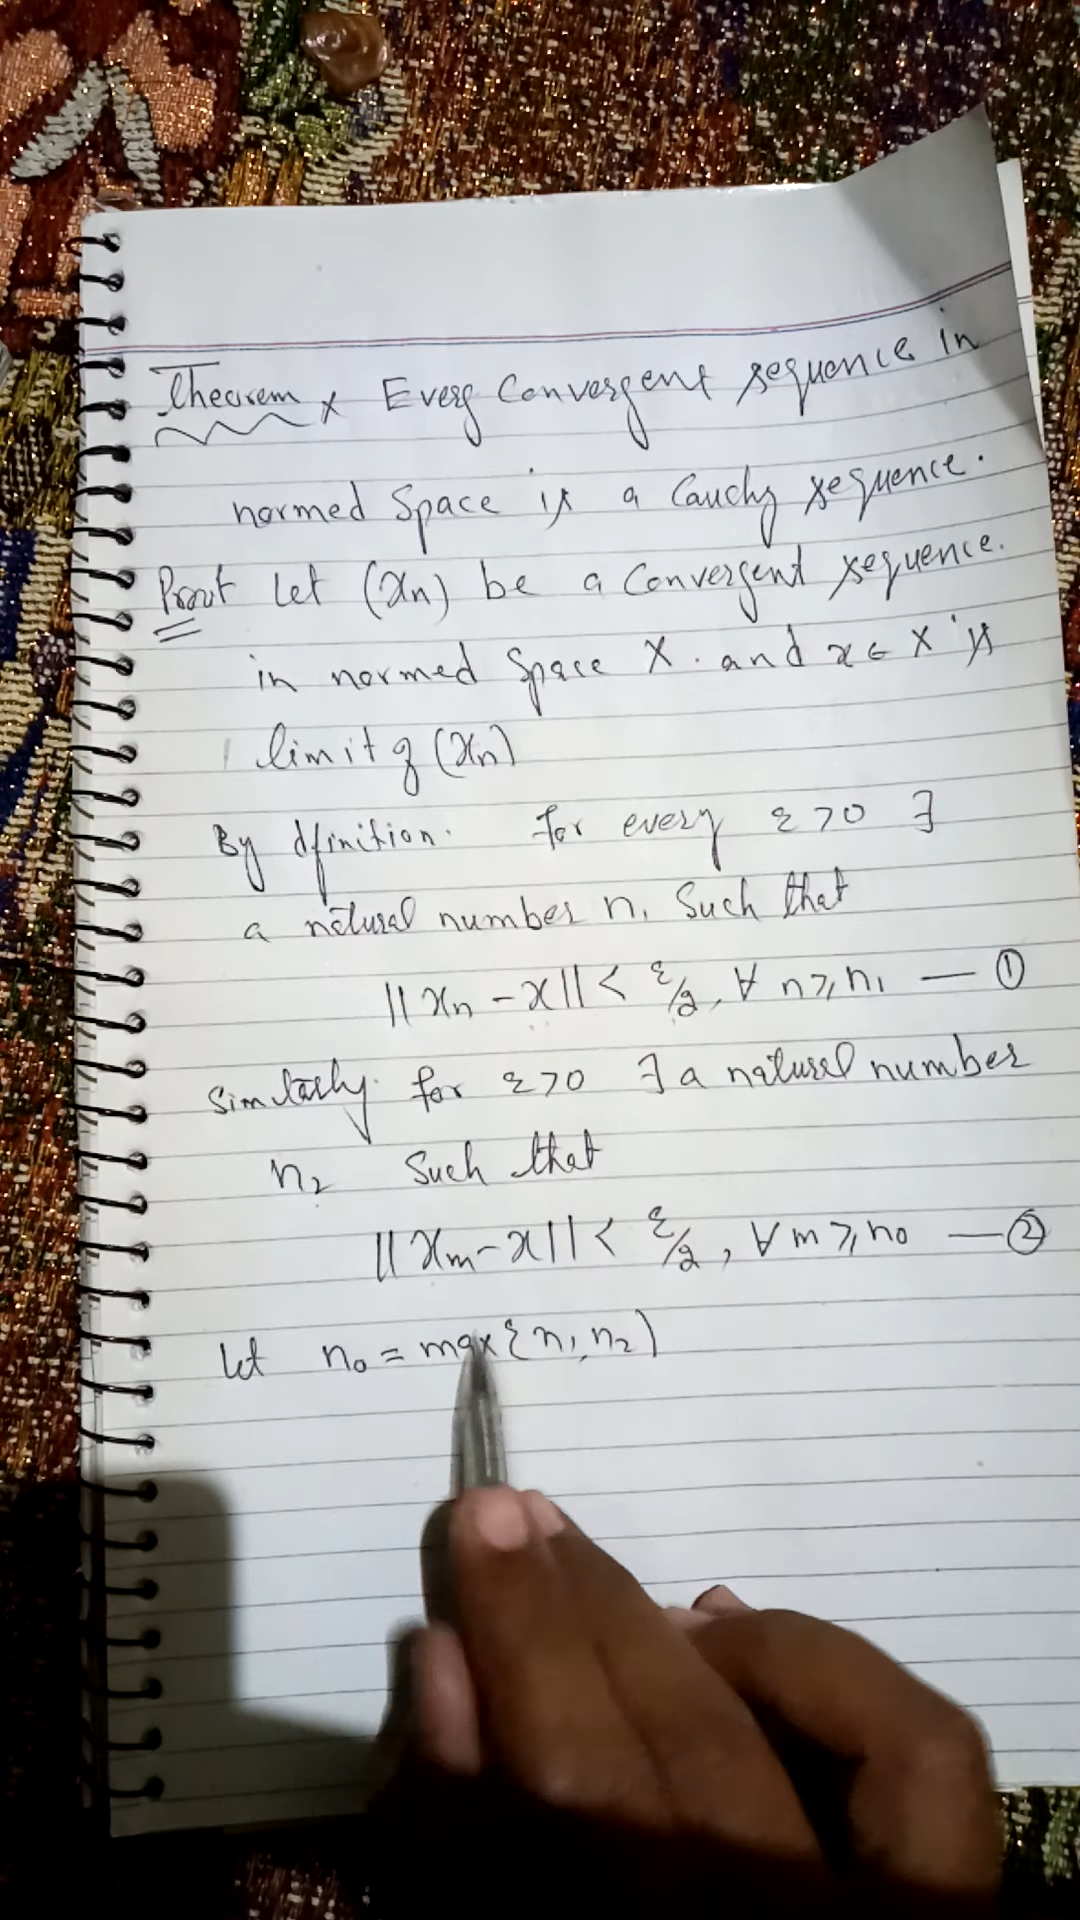 Theorem x Every Convergent sequence in
normed Space is a Cauchy sequence.
Proof Let (xn) be a Convergent sequence.
in normed Space X. and x ∈ X is
limit of (xn)
By dfinition. for every ε > 0 ∃
a natural number n1 Such that
||xn - x|| < ε/2, ∀ n ≥ n1 — ①
Similarly for ε > 0 ∃ a natural number
n2 Such that
||xm - x|| < ε/2, ∀ m ≥ n0 — ②
Let n0 = max{n1, n2)